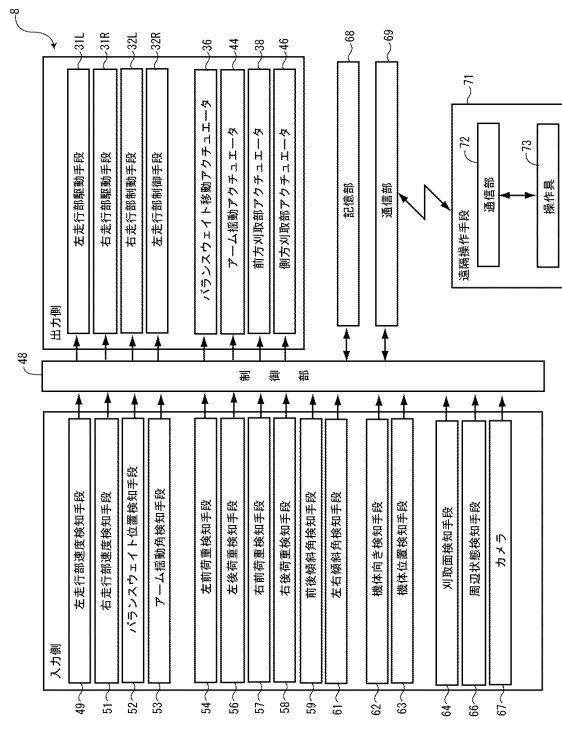 8
出力側
左走行部駆動手段 31L
右走行部駆動手段 31R
右走行部制動手段 32L
左走行部制御手段 32R
バランスウェイト移動アクチュエータ 36
アーム揺動アクチュエータ 44
前方刈取部アクチュエータ 38
側方刈取部アクチュエータ 46
記憶部 68
通信部 69
71
遠隔操作手段
通信部 72
操作具 73
48
制御部
入力側
49 左走行部速度検知手段
51 右走行部速度検知手段
52 バランスウェイト位置検知手段
53 アーム揺動角検知手段
54 左前荷重検知手段
56 左後荷重検知手段
57 右前荷重検知手段
58 右後荷重検知手段
59 前後傾斜角検知手段
61 左右傾斜角検知手段
62 機体向き検知手段
63 機体位置検知手段
64 刈取面検知手段
66 周辺状態検知手段
67 カメラ